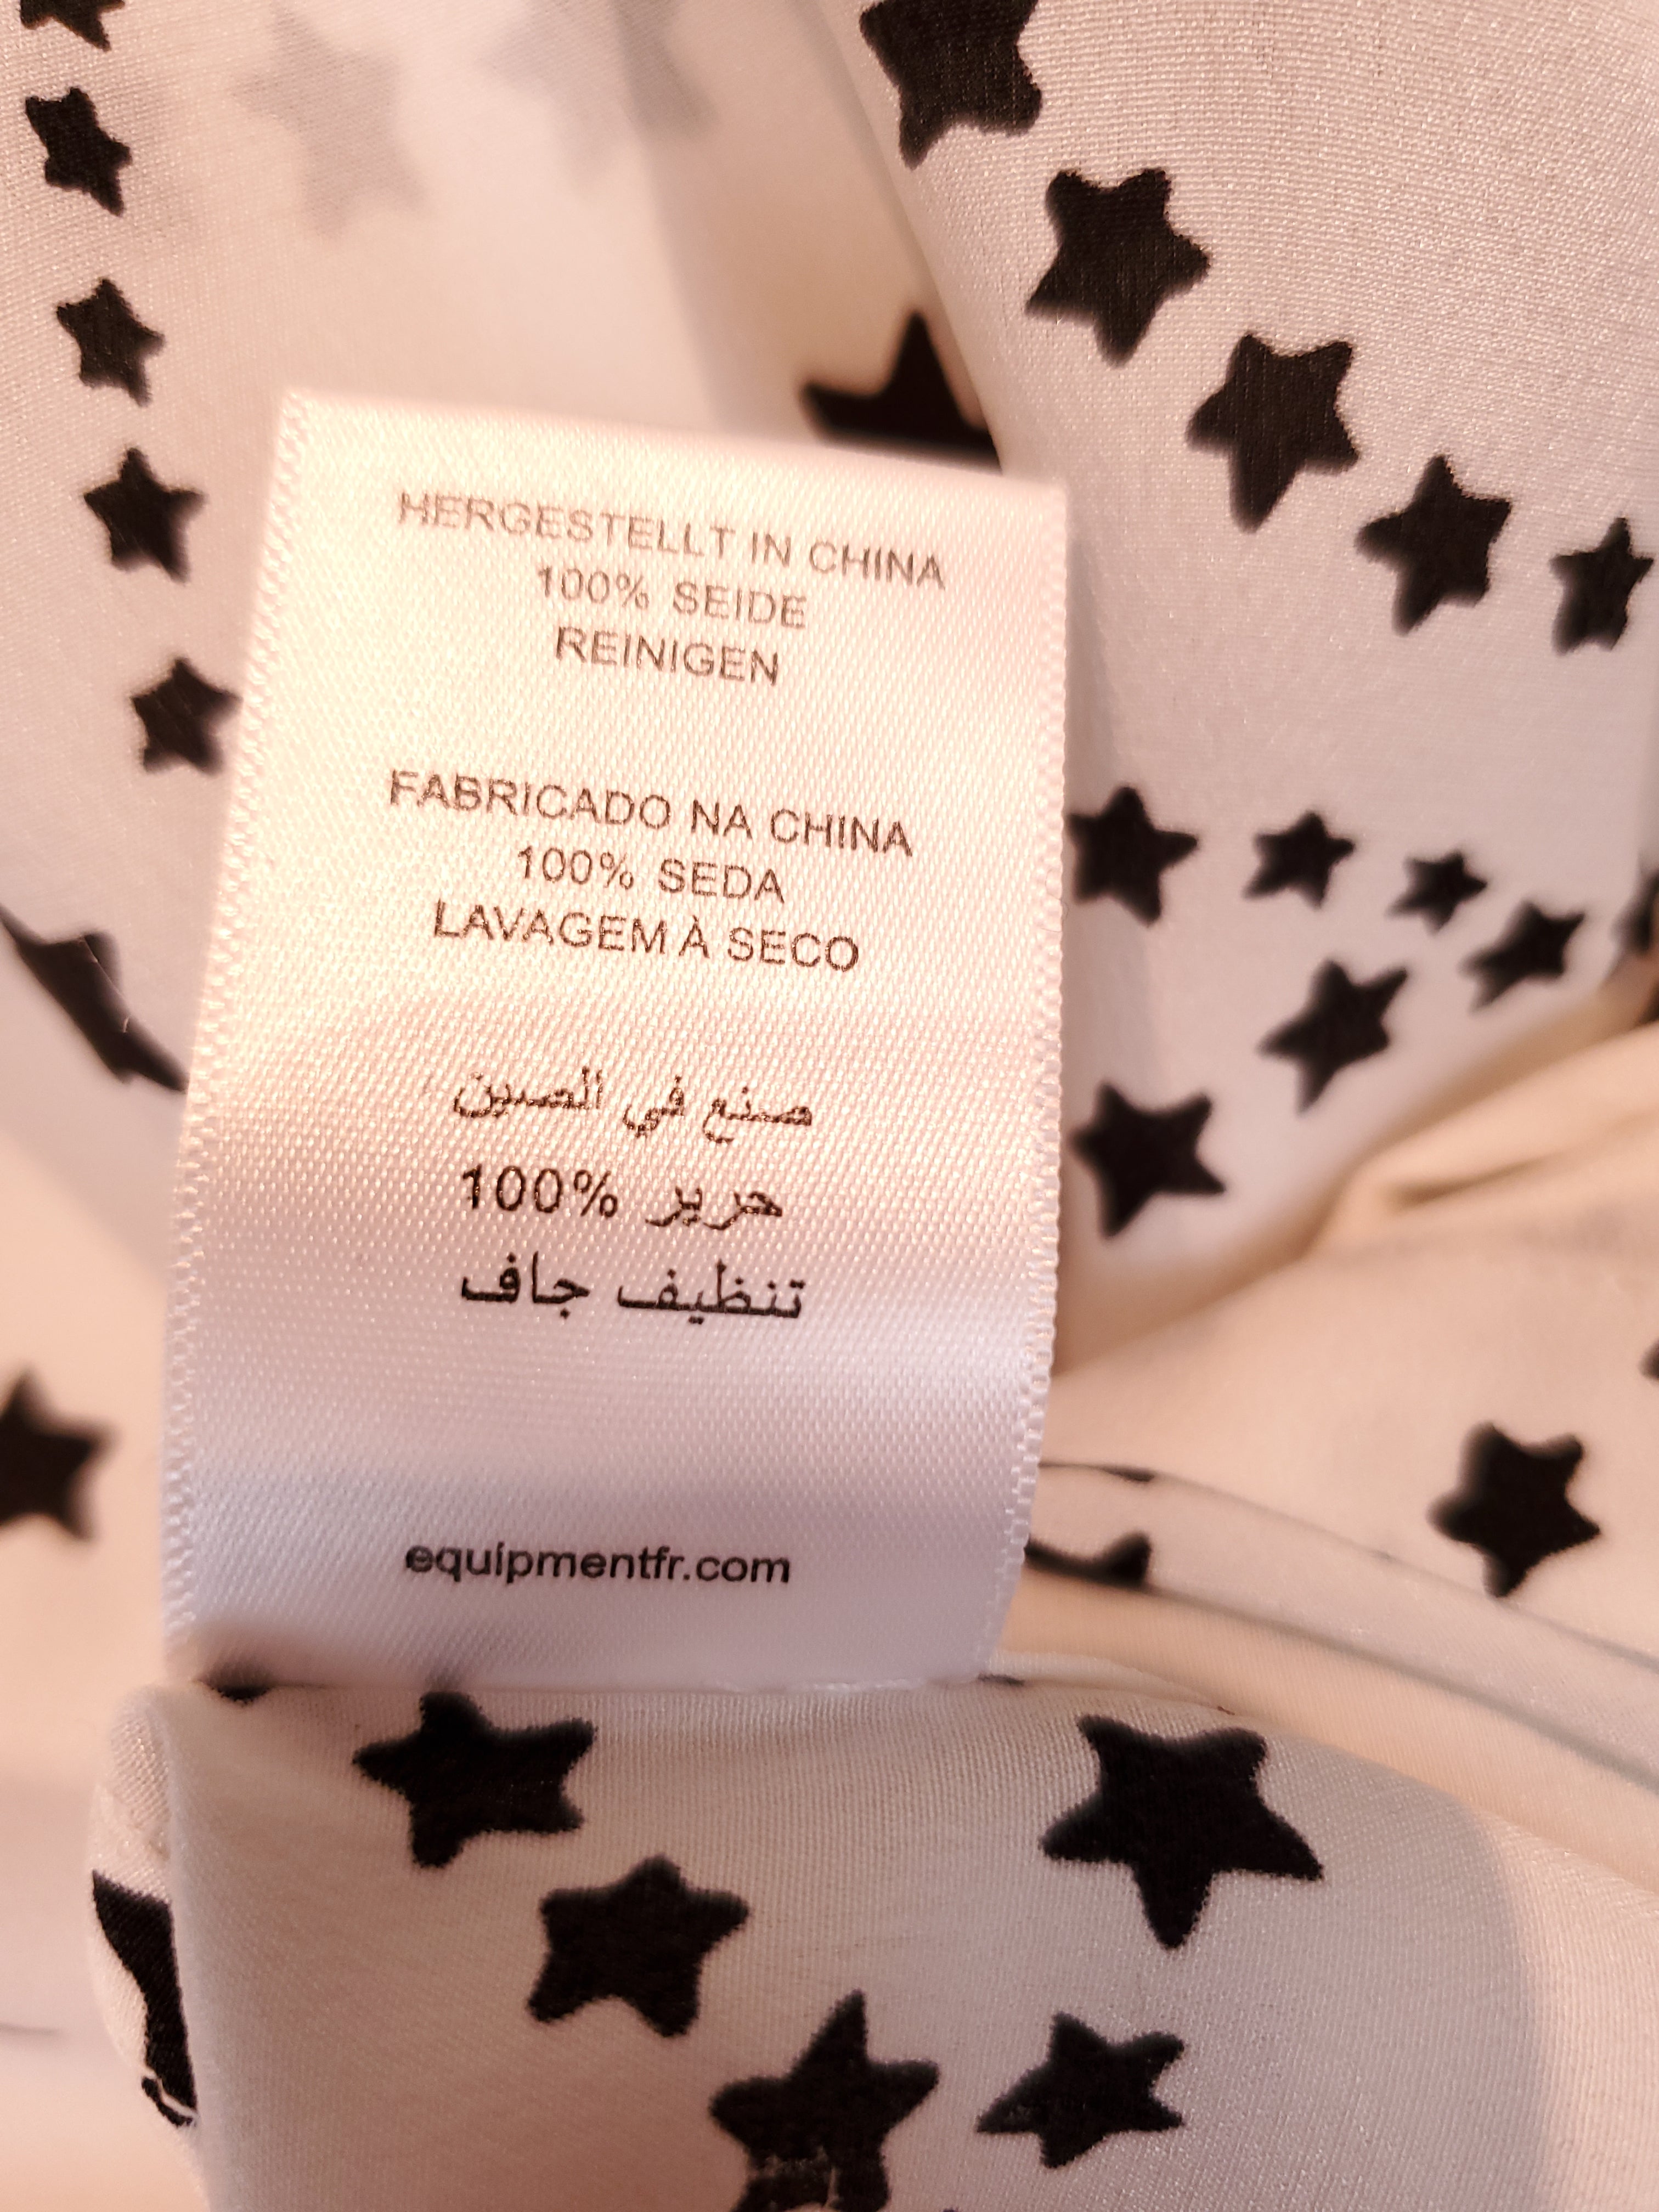 HERGESTELLT IN CHINA
100% SEIDE
REINIGEN
FABRICADO NA CHINA
100% SEDA
LAVAGEM À SECO
صنع في الصين
100% حرير
تنظيف جاف
equipmentfr.com